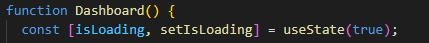 function Dashboard() {
  const [isLoading, setIsLoading] = useState(true);